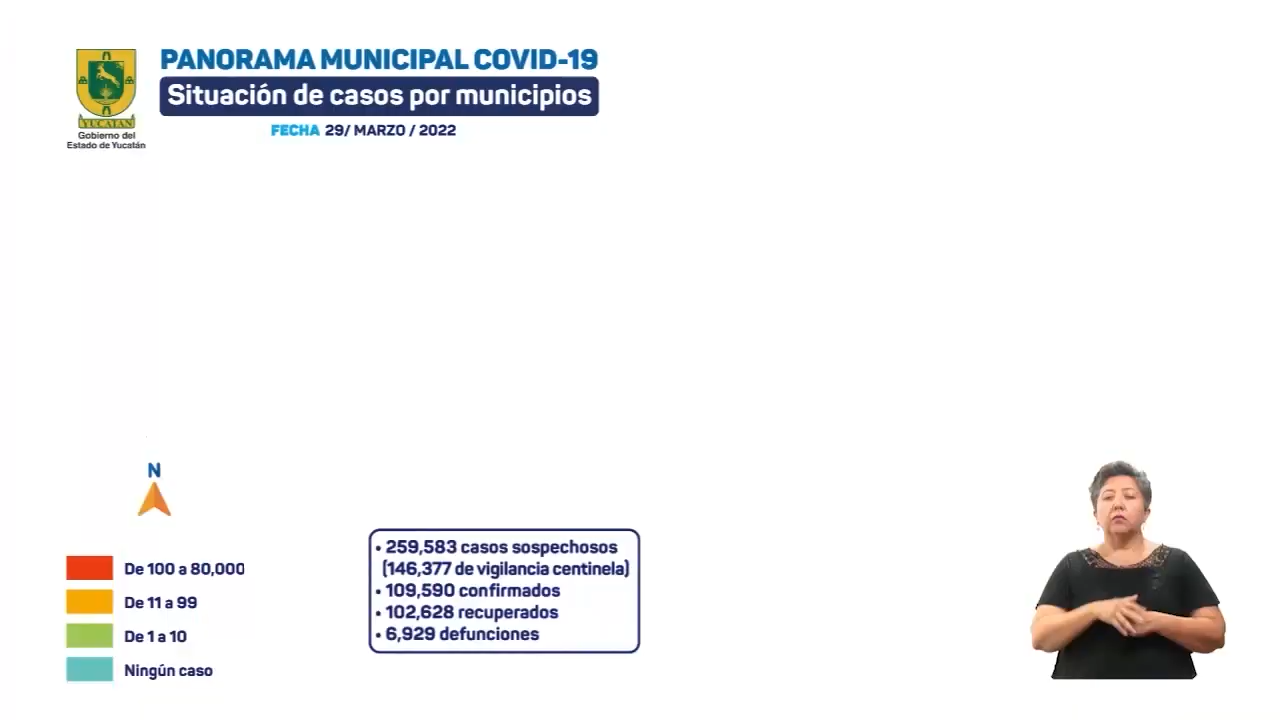 PANORAMA MUNICIPAL COVID-19
Situación de casos por municipios
FECHA 29/ MARZO / 2022
YUCATÁN
Gobierno del
Estado de Yucatán
N
De 100 a 80,000
De 11 a 99
De 1 a 10
Ningún caso
• 259,583 casos sospechosos
(146,377 de vigilancia centinela)
• 109,590 confirmados
• 102,628 recuperados
• 6,929 defunciones